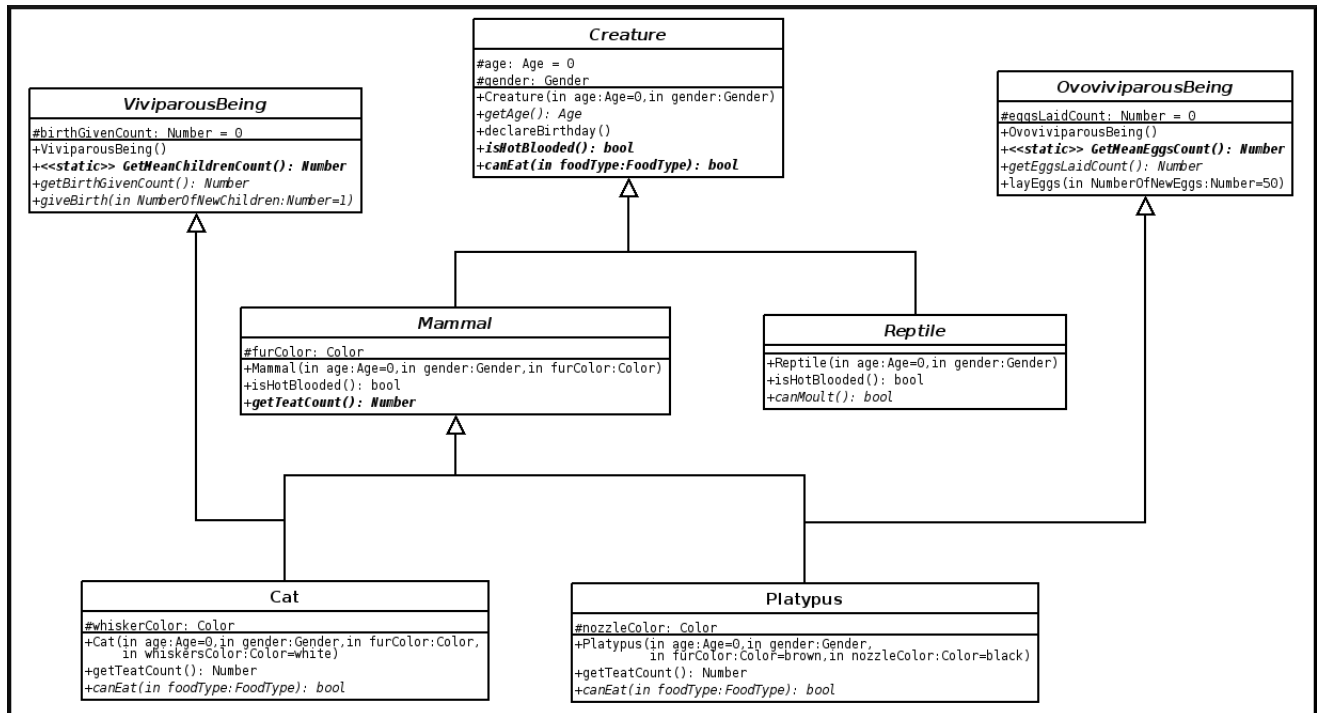 Creature
#age: Age = 0
#gender: Gender
+Creature(in age:Age=0,in gender:Gender)
+getAge(): Age
+declareBirthday()
+isHotBlooded(): bool
+canEat(in foodType:FoodType): bool
ViviparousBeing
#birthGivenCount: Number = 0
+ViviparousBeing()
+<<static>> GetMeanChildrenCount(): Number
+getBirthGivenCount(): Number
+giveBirth(in NumberOfNewChildren:Number=1)
OvoviviparousBeing
#eggsLaidCount: Number = 0
+OvoviviparousBeing()
+<<static>> GetMeanEggsCount(): Number
+getEggsLaidCount(): Number
+layEggs(in NumberOfNewEggs:Number=50)
Mammal
#furColor: Color
+Mammal(in age:Age=0,in gender:Gender,in furColor:Color)
+isHotBlooded(): bool
+getTeatCount(): Number
Reptile
+Reptile(in age:Age=0,in gender:Gender)
+isHotBlooded(): bool
+canMoult(): bool
Cat
#whiskerColor: Color
+Cat(in age:Age=0,in gender:Gender,in furColor:Color,
in whiskersColor:Color=white)
+getTeatCount(): Number
+canEat(in foodType:FoodType): bool
Platypus
#nozzleColor: Color
+Platypus(in age:Age=0,in gender:Gender,
in furColor:Color=brown,in nozzleColor:Color=black)
+getTeatCount(): Number
+canEat(in foodType:FoodType): bool